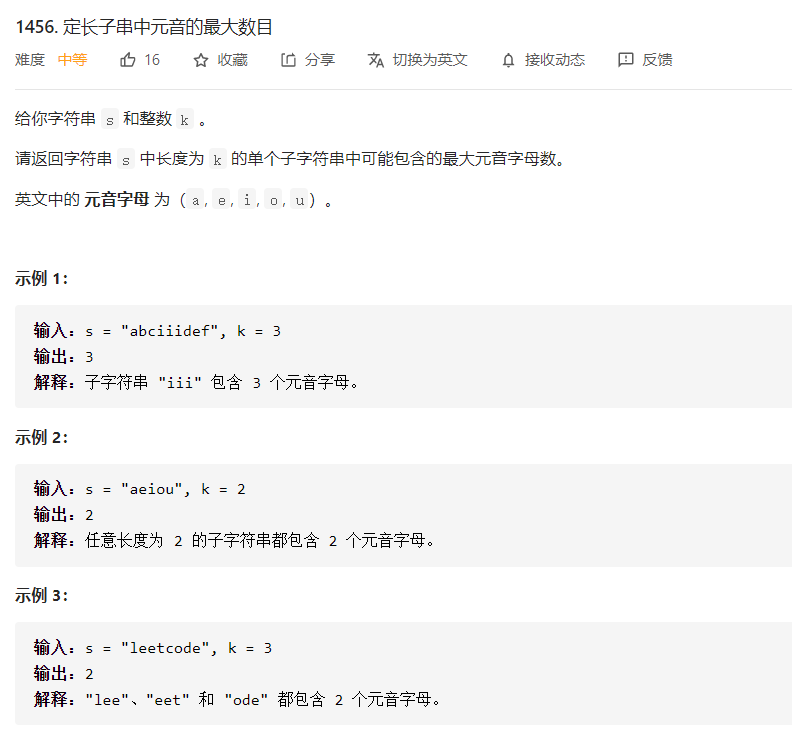 1456. 定长子串中元音的最大数目
难度 中等 16 收藏 分享 切换为英文 接收动态 反馈
给你字符串 s 和整数 k 。
请返回字符串 s 中长度为 k 的单个子字符串中可能包含的最大元音字母数。
英文中的 元音字母 为（a, e, i, o, u）。
示例 1：
输入：s = "abciiidef", k = 3
输出：3
解释：子字符串 "iii" 包含 3 个元音字母。
示例 2：
输入：s = "aeiou", k = 2
输出：2
解释：任意长度为 2 的子字符串都包含 2 个元音字母。
示例 3：
输入：s = "leetcode", k = 3
输出：2
解释："lee"、"eet" 和 "ode" 都包含 2 个元音字母。